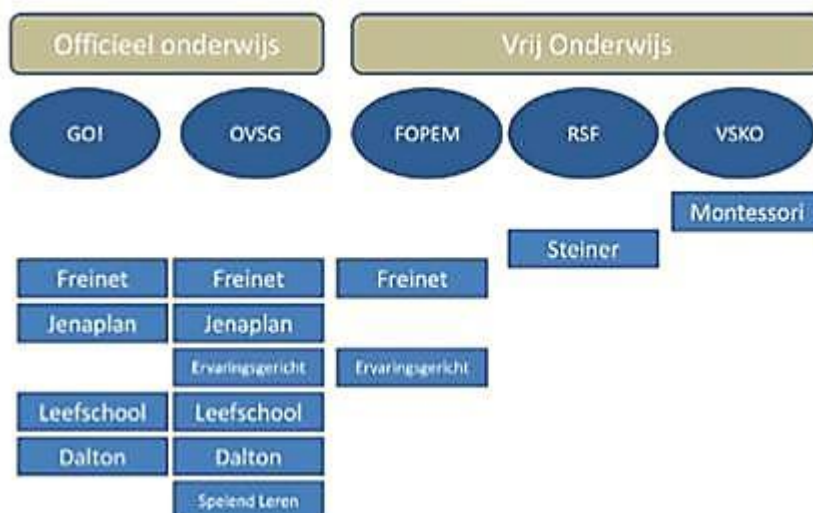 Officieel onderwijs
Vrij Onderwijs
GO!
OVSG
FOPEM
RSF
VSKO
Montessori
Steiner
Freinet
Freinet
Freinet
Jenaplan
Jenaplan
Ervaringsgericht
Ervaringsgericht
Leefschool
Leefschool
Dalton
Dalton
Spelend Leren